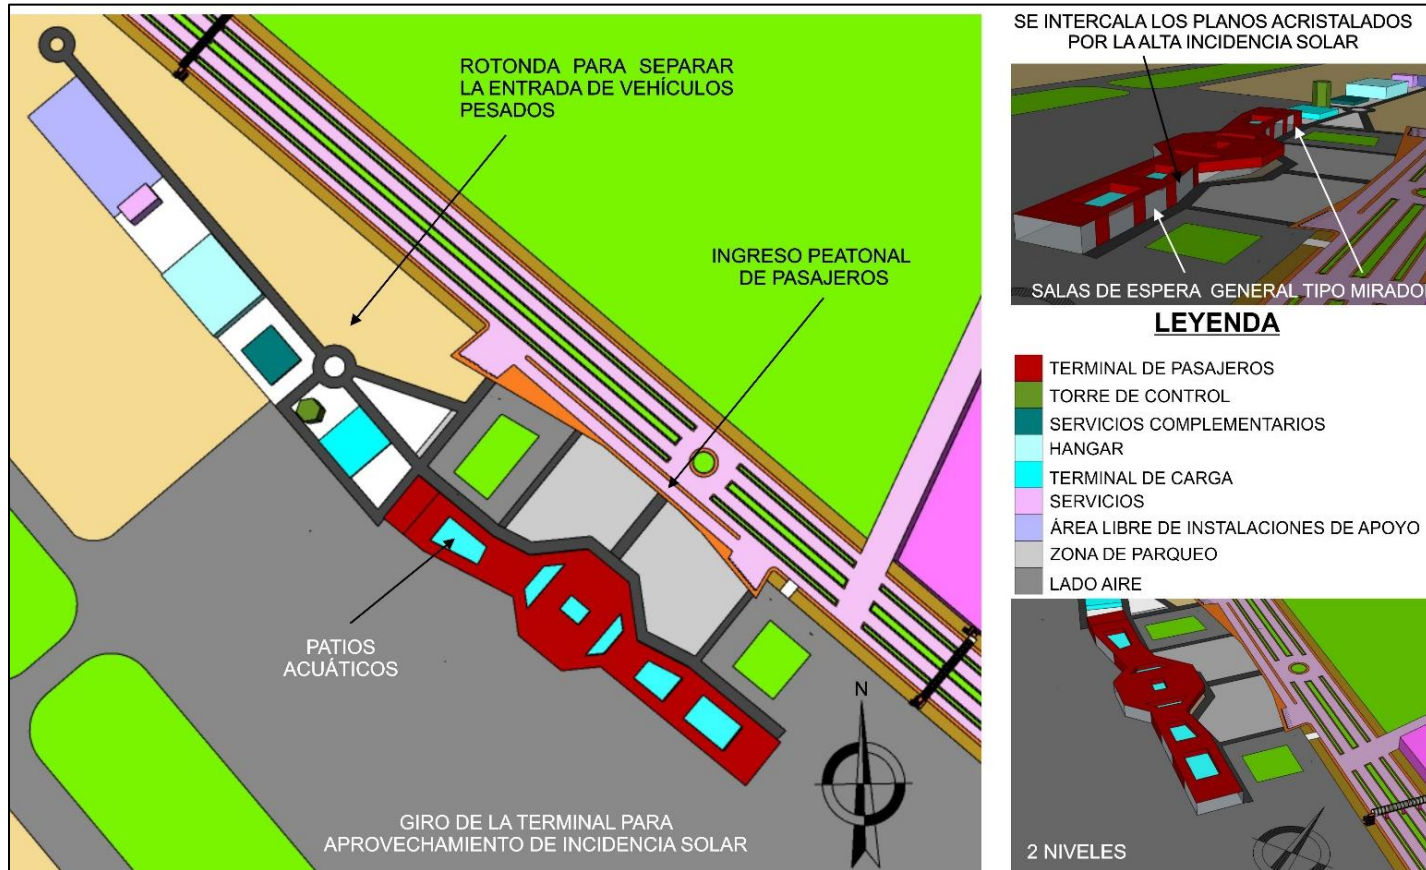 ROTONDA PARA SEPARAR
LA ENTRADA DE VEHÍCULOS
PESADOS
INGRESO PEATONAL
DE PASAJEROS
PATIOS
ACUÁTICOS
N
GIRO DE LA TERMINAL PARA
APROVECHAMIENTO DE INCIDENCIA SOLAR
SE INTERCALA LOS PLANOS ACRISTALADOS
POR LA ALTA INCIDENCIA SOLAR
SALAS DE ESPERA GENERAL TIPO MIRADO
LEYENDA
TERMINAL DE PASAJEROS
TORRE DE CONTROL
SERVICIOS COMPLEMENTARIOS
HANGAR
TERMINAL DE CARGA
SERVICIOS
ÁREA LIBRE DE INSTALACIONES DE APOYO
ZONA DE PARQUEO
LADO AIRE
2 NIVELES